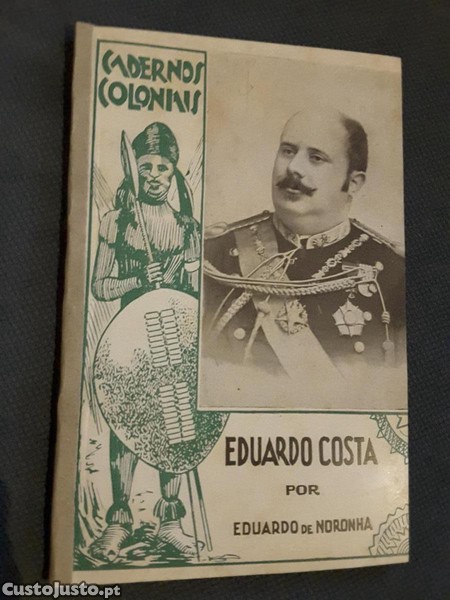 CADERNOS
COLONIAIS
EDUARDO COSTA
POR
EDUARDO DE NORONHA
CustoJusto.pt